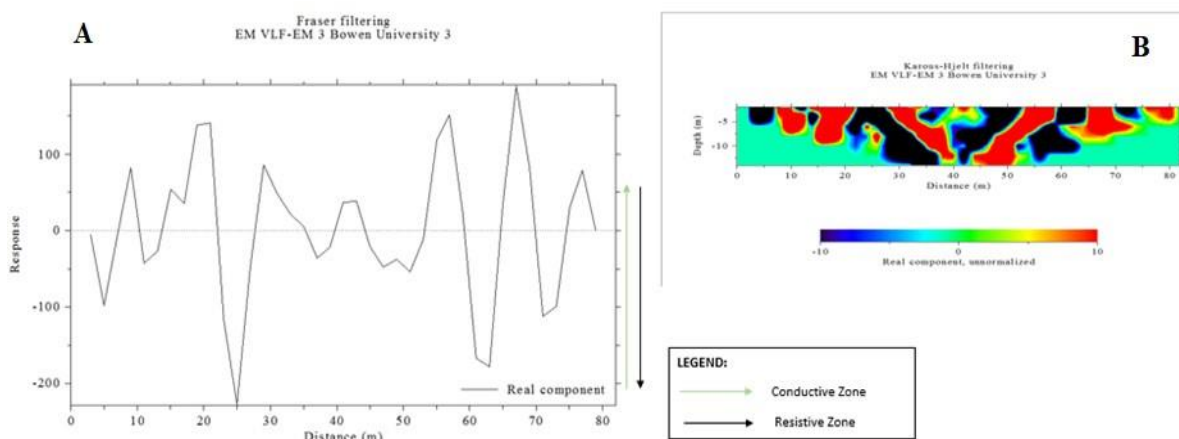 A
Fraser filtering
EM VLF-EM 3 Bowen University 3
Response
100
0
-100
-200
0
10
20
30
40
50
60
70
80
Distance (m)
Real component
B
Karous-Hjelt filtering
EM VLF-EM 3 Bowen University 3
Depth (m)
-5
-10
0
10
20
30
40
50
60
70
80
Distance (m)
-10
0
10
Real component, unnormalized
LEGEND:
Conductive Zone
Resistive Zone